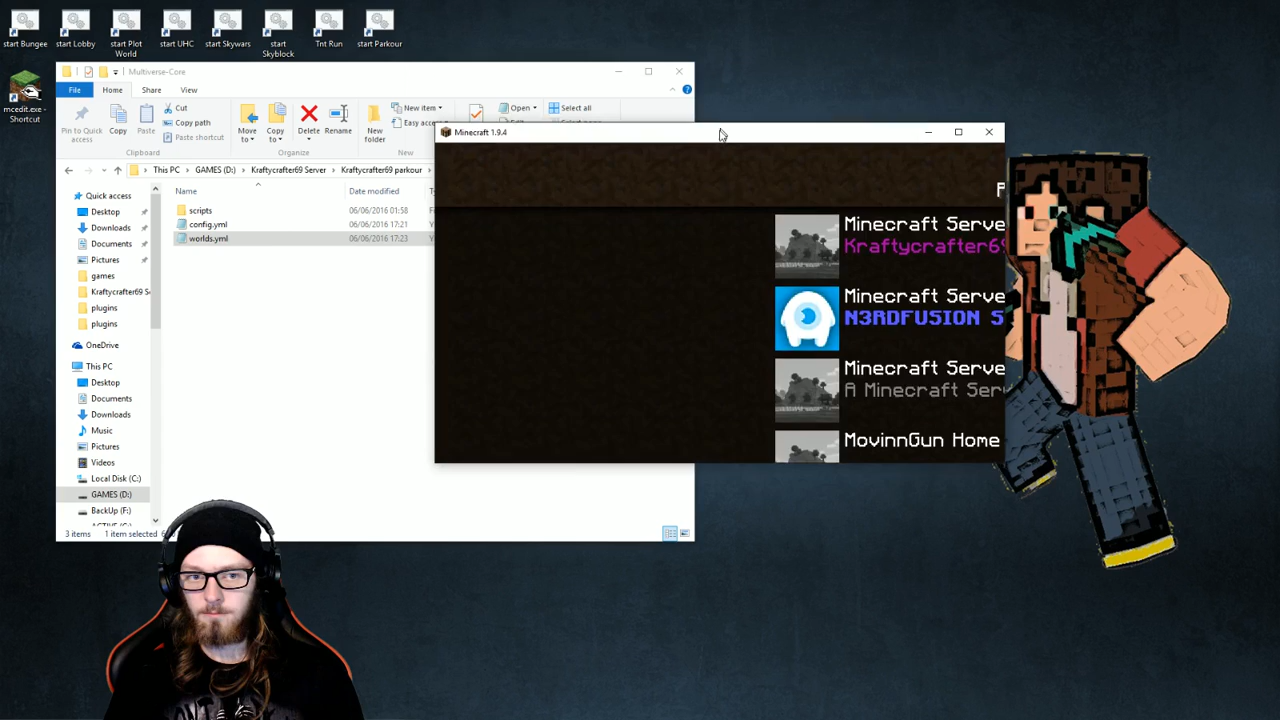 start Bungee
start Lobby
start Plot World
start UHC
start Skywars
start Skyblock
Tnt Run
start Parkour
mcedit.exe - Shortcut
Multiverse-Core
File
Home
Share
View
Pin to Quick access
Copy
Paste
Cut
Copy path
Paste shortcut
Clipboard
Move to
Copy to
Delete
Rename
Organize
New folder
New item
Easy access
New
Open
Select all
This PC
GAMES (D:)
Kraftycrafter69 Server
Kraftycrafter69 parkour
Name
Date modified
scripts
06/06/2016 01:58
config.yml
06/06/2016 17:21
worlds.yml
06/06/2016 17:23
Quick access
Desktop
Downloads
Documents
Pictures
games
Kraftycrafter69 Se
plugins
plugins
OneDrive
This PC
Desktop
Documents
Downloads
Music
Pictures
Videos
Local Disk (C:)
GAMES (D:)
BackUp (F:)
3 items
1 item selected
Minecraft 1.9.4
Minecraft Serve
Kraftycrafter69
Minecraft Serve
N3RDFUSION S
Minecraft Serve
A Minecraft Serv
MovinnGun Home